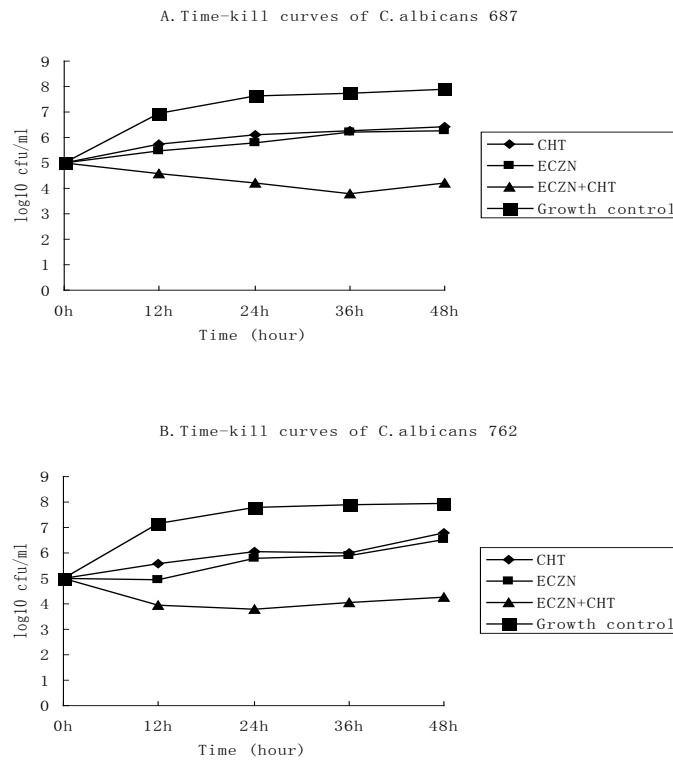 A.Time-kill curves of C.albicans 687
9
8
7
6
5
4
3
2
1
0
log10 cfu/ml
0h 12h 24h 36h 48h
Time (hour)
CHT
ECZN
ECZN+CHT
Growth control
B.Time-kill curves of C.albicans 762
9
8
7
6
5
4
3
2
1
0
log10 cfu/ml
0h 12h 24h 36h 48h
Time (hour)
CHT
ECZN
ECZN+CHT
Growth control